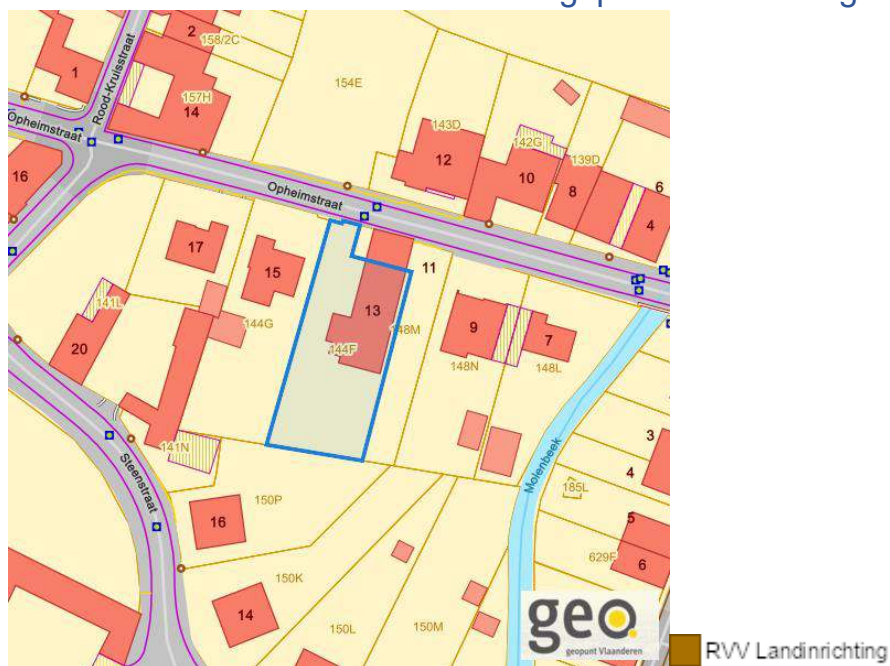 2
158/2C
1
154E
Rood-Kruisstraat
157H
14
143D
Opheimstraat
142G
12
139D
16
10
8
6
Opheimstraat
4
17
11
15
13
141L
144G
148M
9
7
20
144F
148N
148L
141N
3
Steenstraat
Molenbeek
4
185L
150P
16
5
629E
6
150K
14
150L
150M
geo
geopunt Vlaanderen
RVV Landinrichting